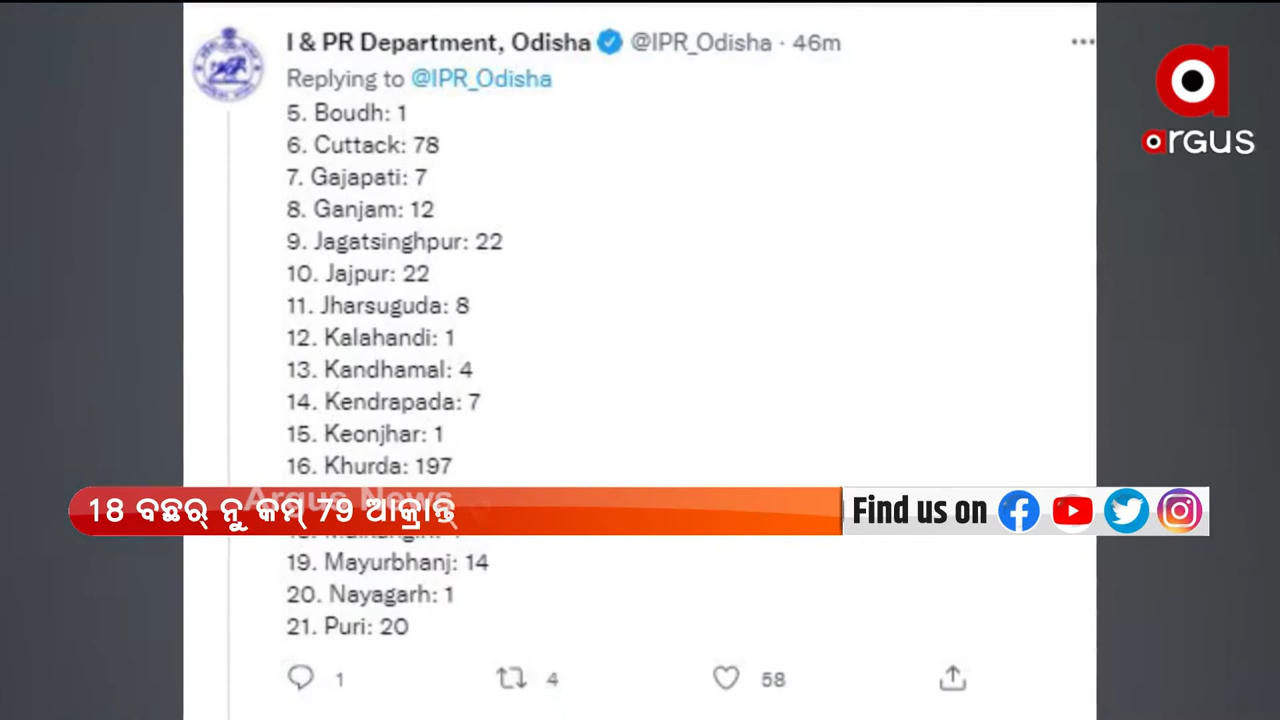 I & PR Department, Odisha @IPR_Odisha · 46m
Replying to @IPR_Odisha
5. Boudh: 1
6. Cuttack: 78
7. Gajapati: 7
8. Ganjam: 12
9. Jagatsinghpur: 22
10. Jajpur: 22
11. Jharsuguda: 8
12. Kalahandi: 1
13. Kandhamal: 4
14. Kendrapada: 7
15. Keonjhar: 1
16. Khurda: 197
Argus News
18 ବଛର୍ ନୁ କମ୍ 79 ଆକ୍ରାନ୍ତ୍
Find us on
19. Mayurbhanj: 14
20. Nayagarh: 1
21. Puri: 20
1 4 58
argus